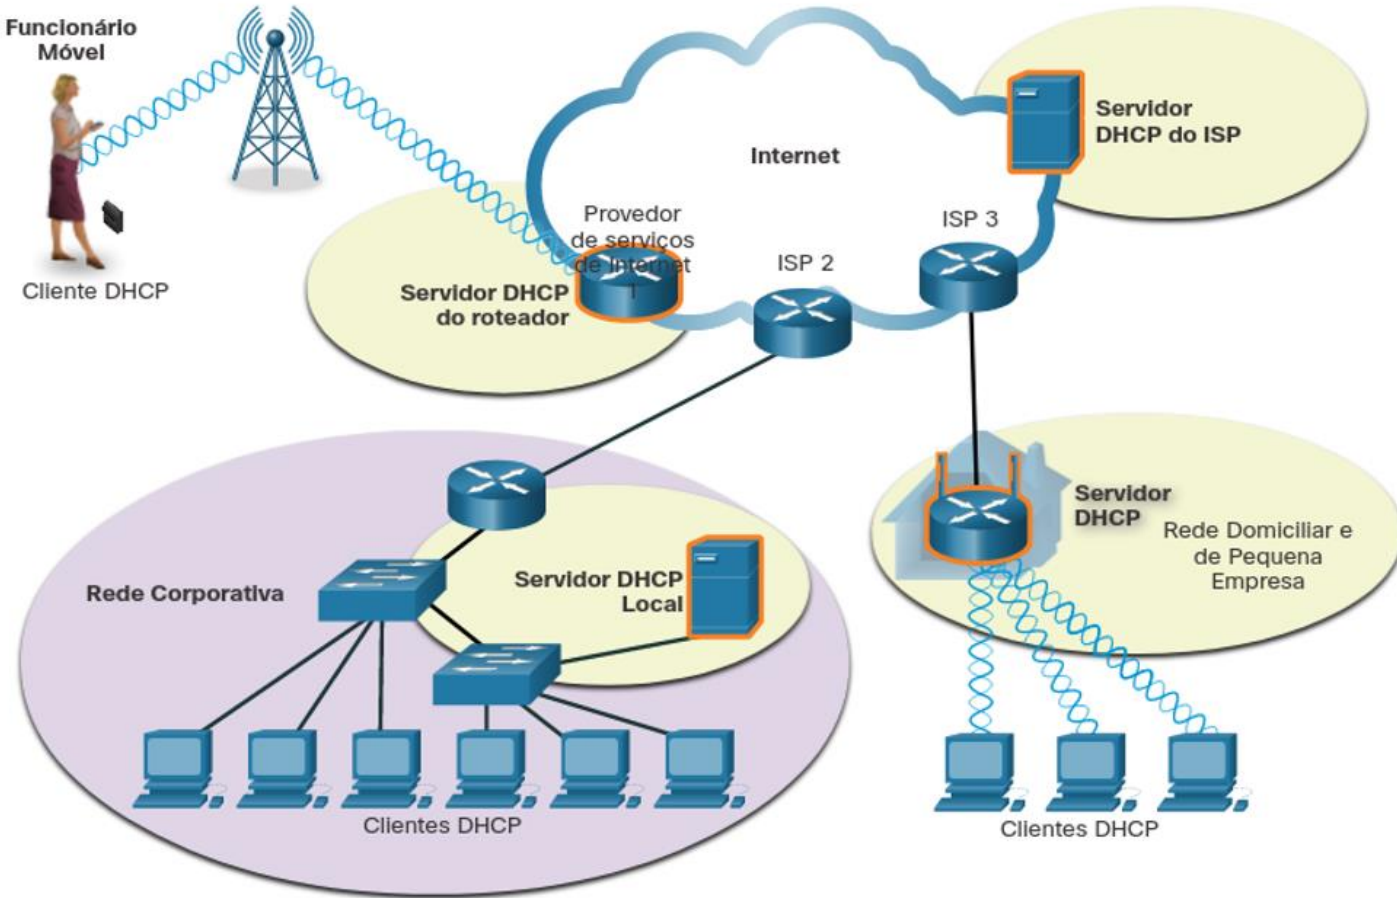 Funcionário
Móvel
Cliente DHCP
Internet
Servidor
DHCP do ISP
Provedor
de serviços
de Internet
1
Servidor DHCP
do roteador
ISP 2
ISP 3
Rede Corporativa
Servidor DHCP
Local
Clientes DHCP
Servidor
DHCP
Rede Domiciliar e
de Pequena
Empresa
Clientes DHCP